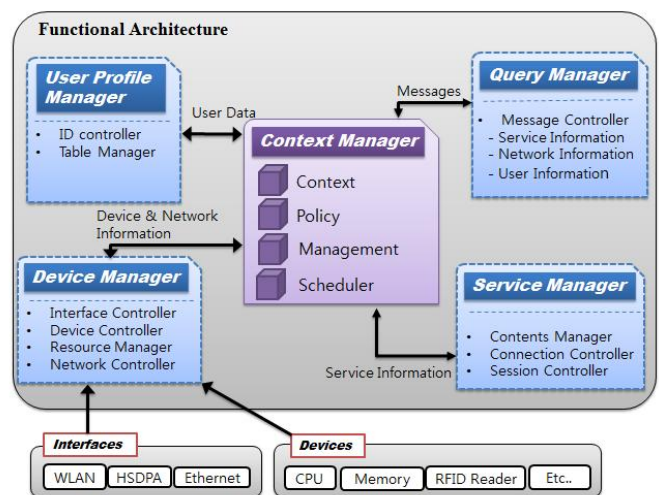 Functional Architecture
User Profile
Manager
• ID controller
• Table Manager
User Data
Messages
Query Manager
• Message Controller
- Service Information
- Network Information
- User Information
Context Manager
Context
Policy
Management
Scheduler
Device & Network
Information
Device Manager
• Interface Controller
• Device Controller
• Resource Manager
• Network Controller
Service Manager
• Contents Manager
• Connection Controller
• Session Controller
Service Information
Interfaces
WLAN HSDPA Ethernet
Devices
CPU Memory RFID Reader Etc..